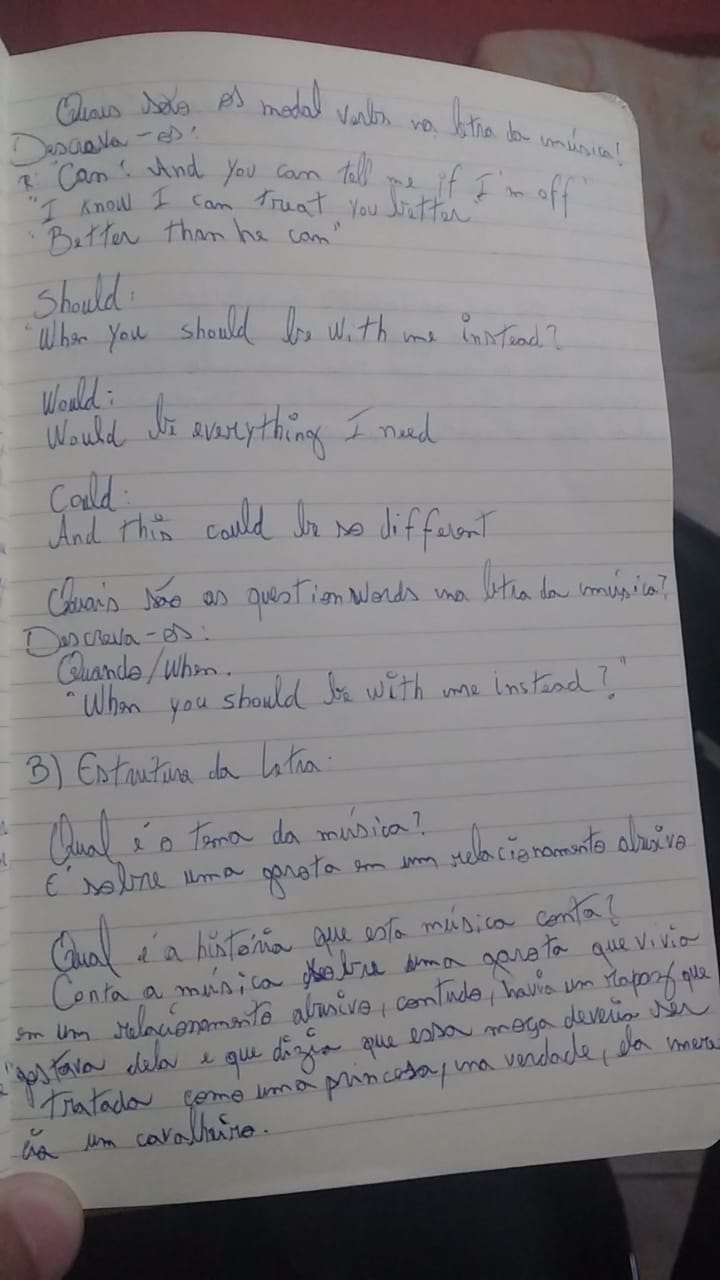 Quais são os modal verbs na letra da música!
Descreva-os:
R: "Can": And you can tell me if I'm off"
"I know I can treat you better"
"Better than he can"
Should:
"When you should be with me instead?
Would:
Would be everything I need
Could:
And this could be so different
Quais são as question words na letra da música?
Descreva-os:
Quando/When.
"When you should be with me instead?"
3) Estrutura da letra.
Qual é o tema da música?
É sobre uma garota em um relacionamento abusivo
Qual é a história que esta música conta?
Conta a música sobre uma garota que vivia
em um relacionamento abusivo, contudo, havia um rapaz que
gostava dela e que dizia que essa moça deveria ser
tratada como uma princesa, na verdade, ela mere
cia um cavalheiro.